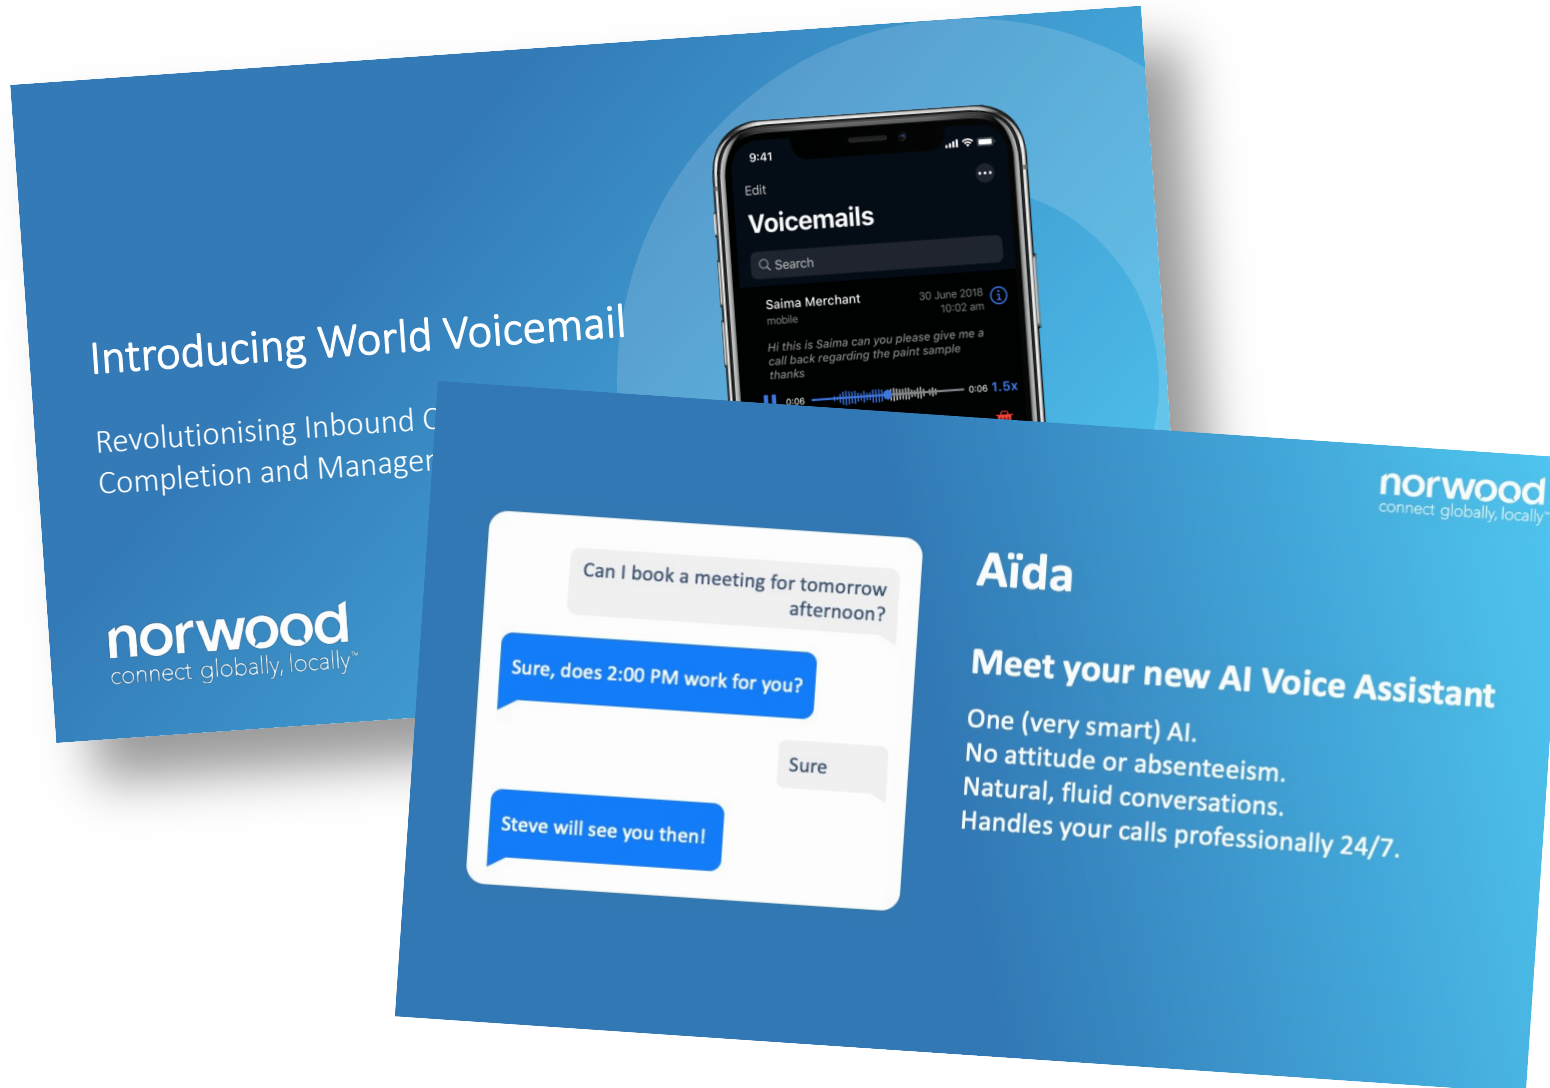 Introducing World Voicemail
Revolutionising Inbound
Completion and
norwood
connect globally, locally™
9:41
Edit
Voicemails
Search
Saima Merchant
mobile
30 June 2018
10:02 am
Hi this is Saima can you please give me a
call back regarding the paint sample
thanks
0:06
0:06 1.5x
norwood
connect globally, locally™
Can I book a meeting for tomorrow
afternoon?
Sure, does 2:00 PM work for you?
Sure
Steve will see you then!
Aïda
Meet your new AI Voice Assistant
One (very smart) AI.
No attitude or absenteeism.
Natural, fluid conversations.
Handles your calls professionally 24/7.